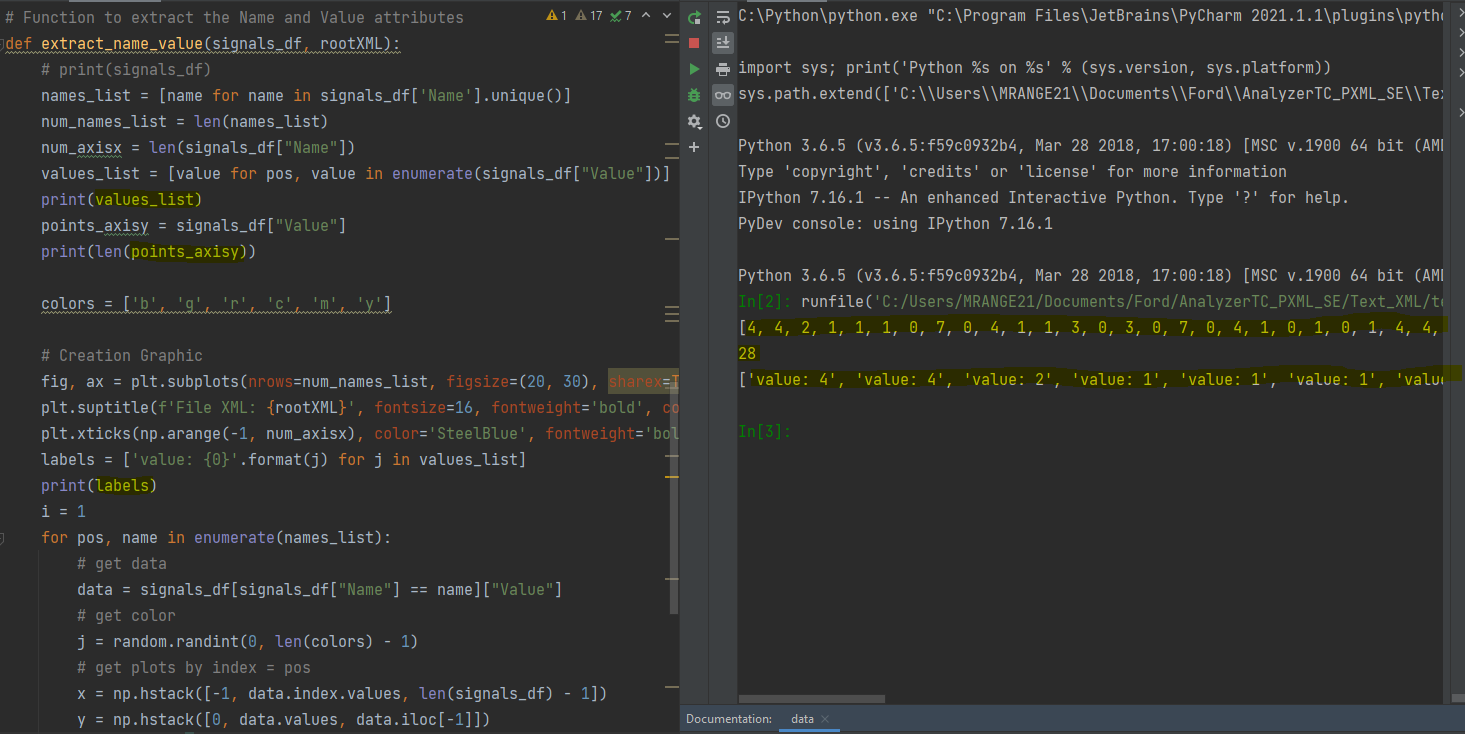 # Function to extract the Name and Value attributes
1 17 7
def extract_name_value(signals_df, rootXML):
# print(signals_df)
names_list = [name for name in signals_df['Name'].unique()]
num_names_list = len(names_list)
num_axisx = len(signals_df["Name"])
values_list = [value for pos, value in enumerate(signals_df["Value"])]
print(values_list)
points_axisy = signals_df["Value"]
print(len(points_axisy))
colors = ['b', 'g', 'r', 'c', 'm', 'y']
# Creation Graphic
fig, ax = plt.subplots(nrows=num_names_list, figsize=(20, 30), sharex=T
plt.suptitle(f'File XML: {rootXML}', fontsize=16, fontweight='bold', co
plt.xticks(np.arange(-1, num_axisx), color='SteelBlue', fontweight='bol
labels = ['value: {0}'.format(j) for j in values_list]
print(labels)
i = 1
for pos, name in enumerate(names_list):
# get data
data = signals_df[signals_df["Name"] == name]["Value"]
# get color
j = random.randint(0, len(colors) - 1)
# get plots by index = pos
x = np.hstack([-1, data.index.values, len(signals_df) - 1])
y = np.hstack([0, data.values, data.iloc[-1]])
C:\Python\python.exe "C:\Program Files\JetBrains\PyCharm 2021.1.1\plugins\pytho
import sys; print('Python %s on %s' % (sys.version, sys.platform))
sys.path.extend(['C:\\Users\\MRANGE21\\Documents\\Ford\\AnalyzerTC_PXML_SE\\Tex
Python 3.6.5 (v3.6.5:f59c0932b4, Mar 28 2018, 17:00:18) [MSC v.1900 64 bit (AM
Type 'copyright', 'credits' or 'license' for more information
IPython 7.16.1 -- An enhanced Interactive Python. Type '?' for help.
PyDev console: using IPython 7.16.1
Python 3.6.5 (v3.6.5:f59c0932b4, Mar 28 2018, 17:00:18) [MSC v.1900 64 bit (AM
In[2]: runfile('C:/Users/MRANGE21/Documents/Ford/AnalyzerTC_PXML_SE/Text_XML/te
[4, 4, 2, 1, 1, 1, 0, 7, 0, 4, 1, 1, 3, 0, 3, 0, 7, 0, 4, 1, 0, 1, 0, 1, 4, 4,
28
['value: 4', 'value: 4', 'value: 2', 'value: 1', 'value: 1', 'value: 1', 'value
In[3]:
Documentation: data